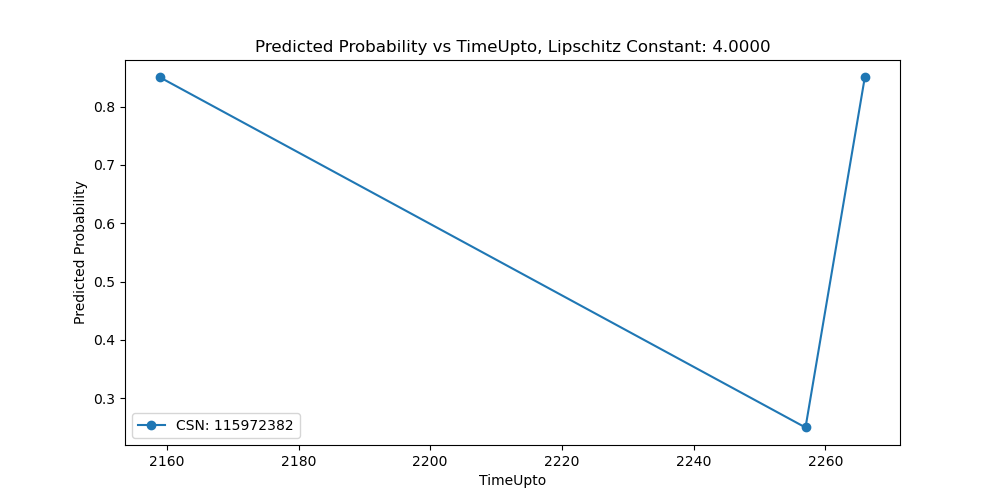 Predicted Probability vs TimeUpto, Lipschitz Constant: 4.0000
Predicted Probability
0.8
0.7
0.6
0.5
0.4
0.3
CSN: 115972382
2160 2180 2200 2220 2240 2260
TimeUpto